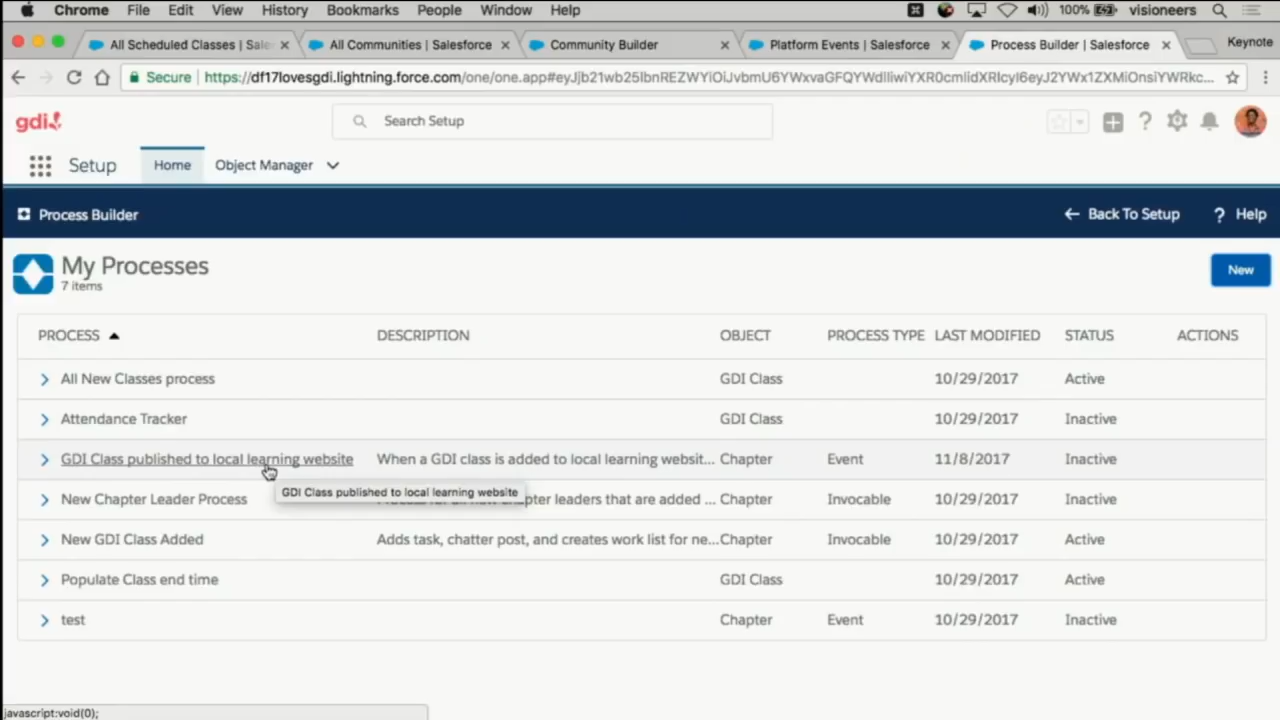 Chrome File Edit View History Bookmarks People Window Help 100% visioneers
All Scheduled Classes | Sale All Communities | Salesforce Community Builder Platform Events | Salesforce Process Builder | Salesforce Keynote
Secure https://df17lovesgdi.lightning.force.com/one/one.app#
gdi Search Setup
Setup Home Object Manager
Process Builder Back To Setup ? Help
My Processes
7 items
New
PROCESS DESCRIPTION OBJECT PROCESS TYPE LAST MODIFIED STATUS ACTIONS
All New Classes process GDI Class 10/29/2017 Active
Attendance Tracker GDI Class 10/29/2017 Inactive
GDI Class published to local learning website When a GDI class is added to local learning websit... Chapter Event 11/8/2017 Inactive
GDI Class published to local learning website
New Chapter Leader Process for all new chapter leaders that are added ... Chapter Invocable 10/29/2017 Inactive
New GDI Class Added Adds task, chatter post, and creates work list for ne... Chapter Invocable 10/29/2017 Active
Populate Class end time GDI Class 10/29/2017 Active
test Chapter Event 10/29/2017 Inactive
javascript:void(0);